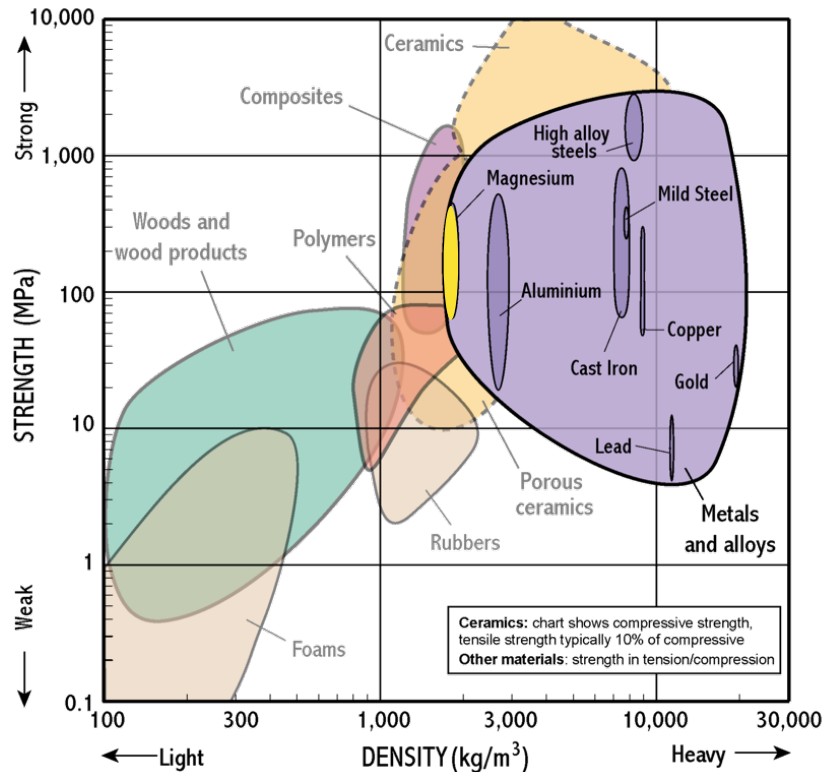 10,000
Strong
Ceramics
Composites
High alloy
steels
1,000
Magnesium
Mild Steel
Woods and
wood products
Polymers
STRENGTH (MPa)
100
Aluminium
Copper
Cast Iron
Gold
10
Lead
Porous
ceramics
Metals
and alloys
Rubbers
1
Weak
Foams
Ceramics: chart shows compressive strength,
tensile strength typically 10% of compressive
Other materials: strength in tension/compression
0.1
100
300
1,000
3,000
10,000
30,000
Light
DENSITY (kg/m³)
Heavy